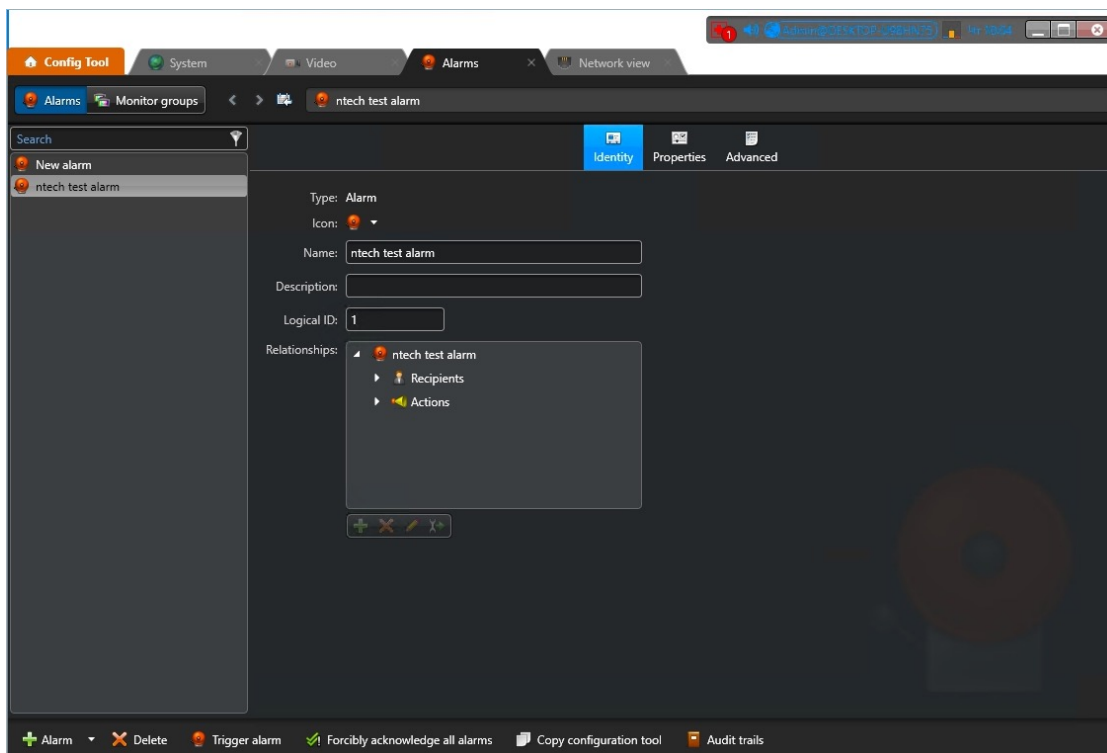 1
Config Tool
System
Video
Alarms
Network view
Alarms
Monitor groups
ntech test alarm
Search
New alarm
ntech test alarm
Identity
Properties
Advanced
Type: Alarm
Icon:
Name: ntech test alarm
Description:
Logical ID: 1
Relationships: ntech test alarm
Recipients
Actions
Alarm
Delete
Trigger alarm
Forcibly acknowledge all alarms
Copy configuration tool
Audit trails